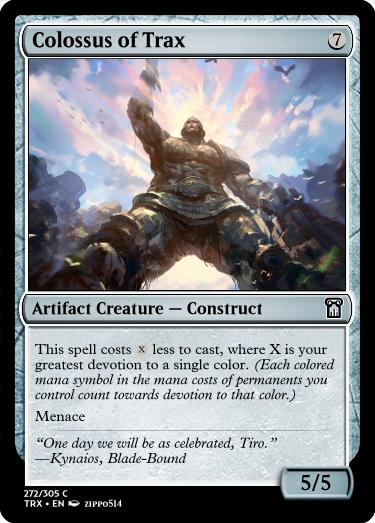 Colossus of Trax 7
Artifact Creature — Construct
This spell costs X less to cast, where X is your
greatest devotion to a single color. (Each colored
mana symbol in the mana costs of permanents you
control count towards devotion to that color.)
Menace
“One day we will be as celebrated, Tiro.”
—Kynaios, Blade-Bound
5/5
272/305 C
TRX • EN ZIPPO514